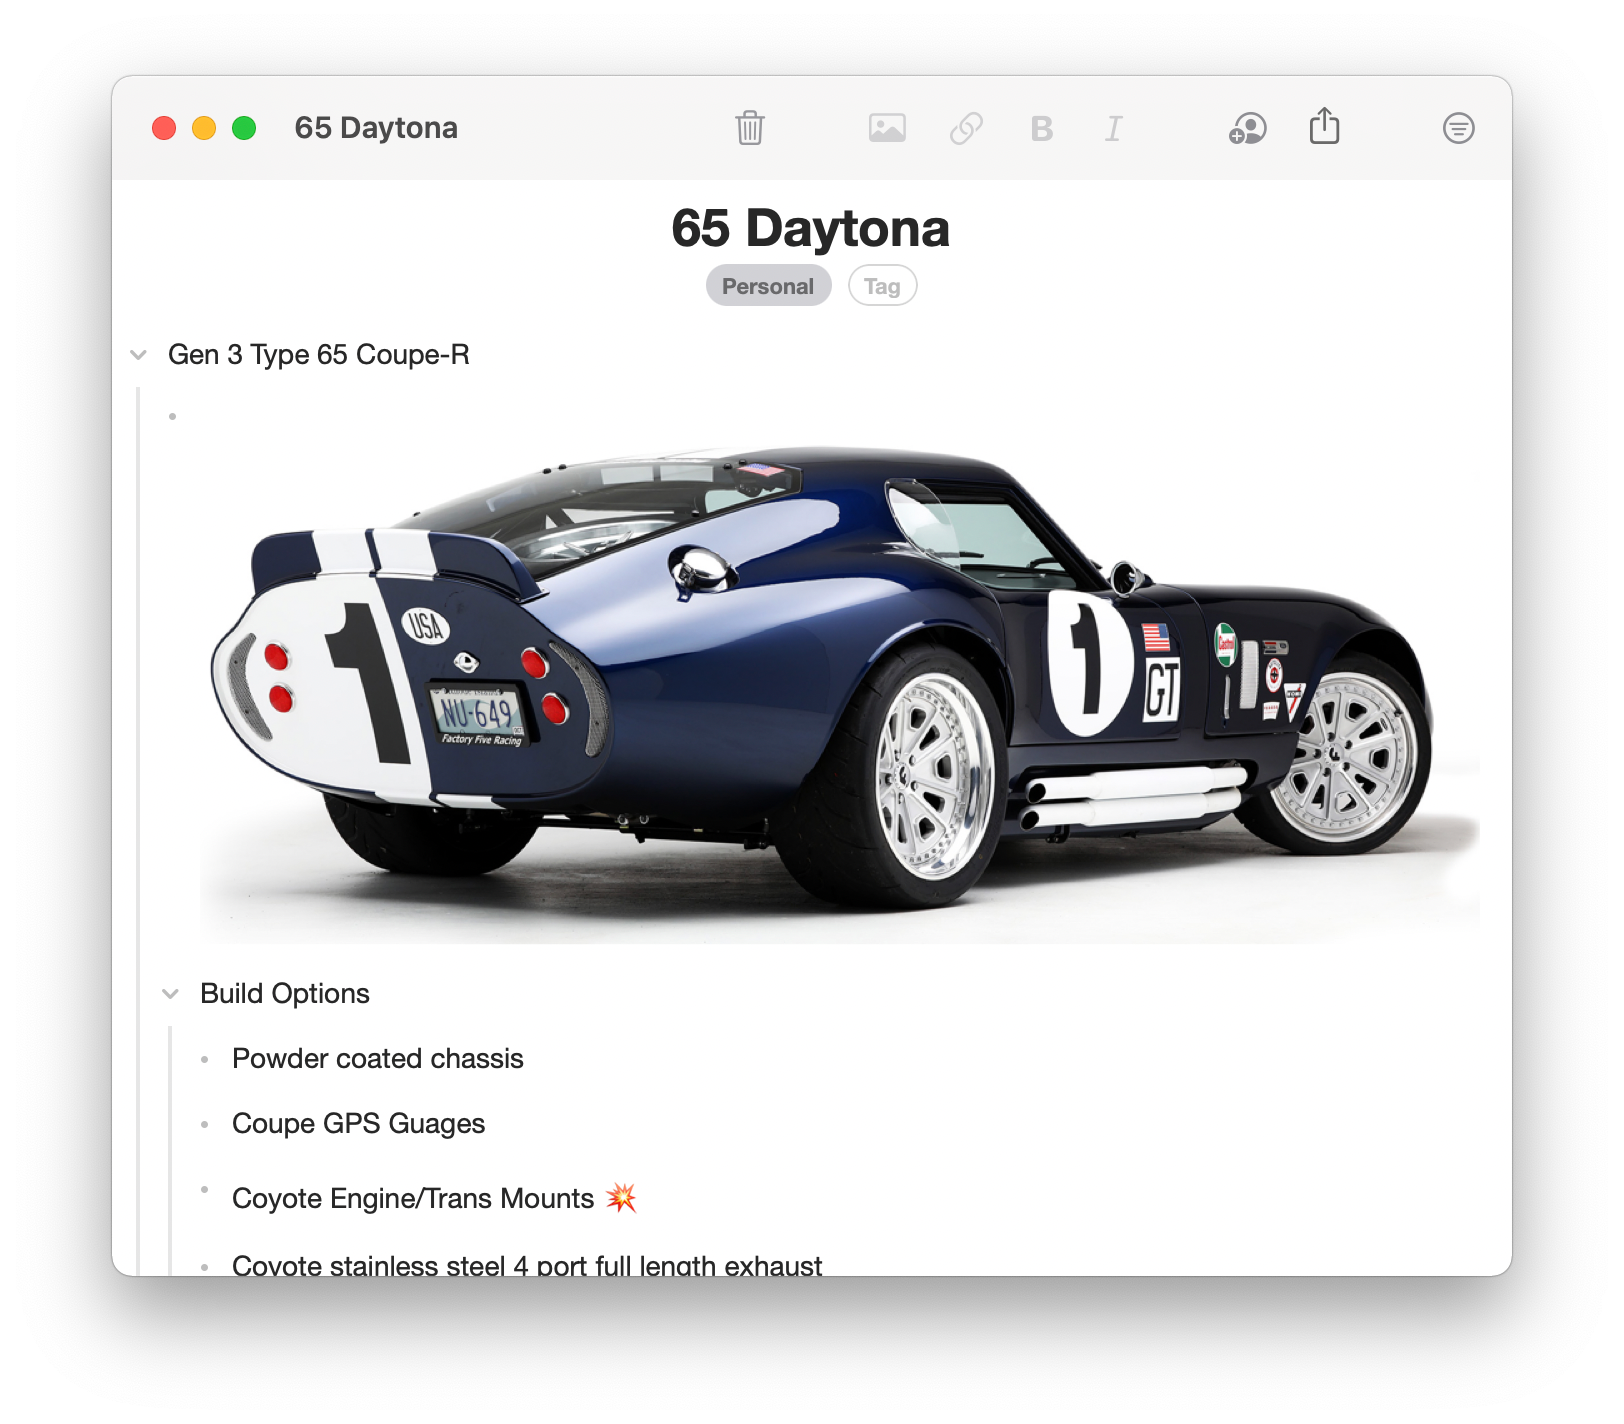 65 Daytona
B I
65 Daytona
Personal Tag
Gen 3 Type 65 Coupe-R
1
USA
NU-649
Factory Five Racing
1
GT
Castrol
Build Options
Powder coated chassis
Coupe GPS Guages
Coyote Engine/Trans Mounts 💥
Coyote stainless steel 4 port full length exhaust